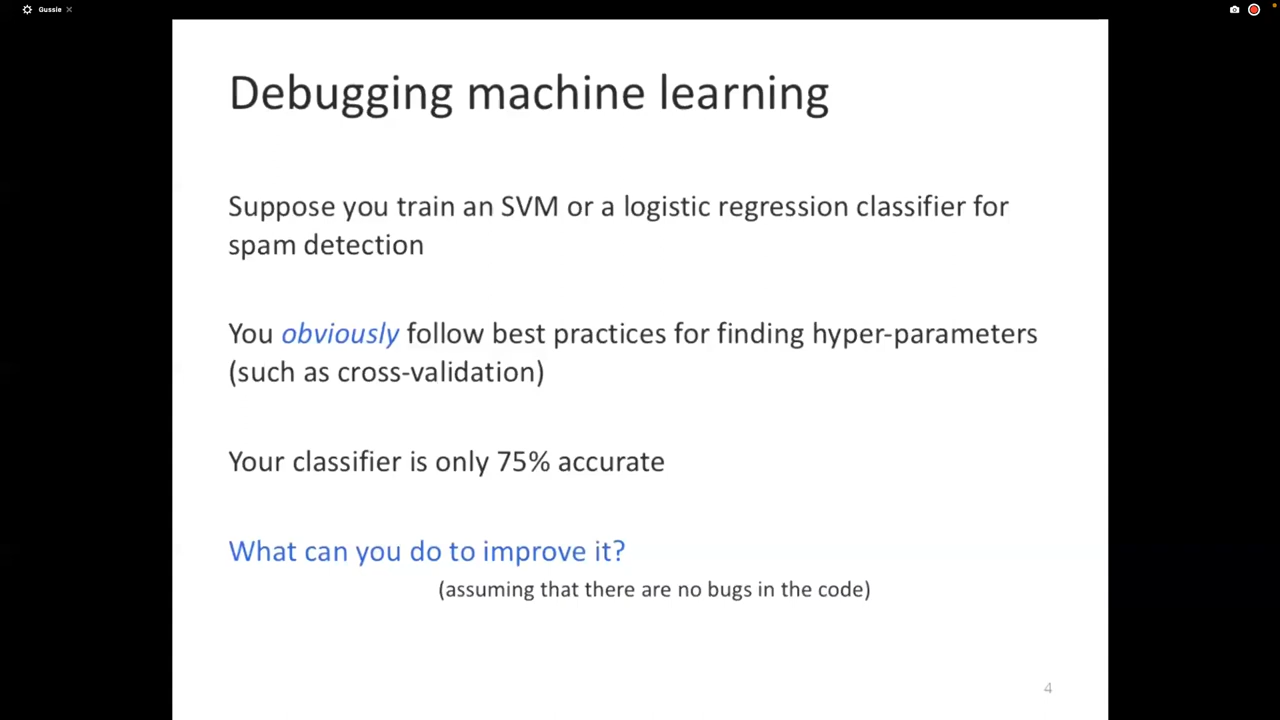 Gussie
Debugging machine learning
Suppose you train an SVM or a logistic regression classifier for
spam detection
You obviously follow best practices for finding hyper-parameters
(such as cross-validation)
Your classifier is only 75% accurate
What can you do to improve it?
(assuming that there are no bugs in the code)
4